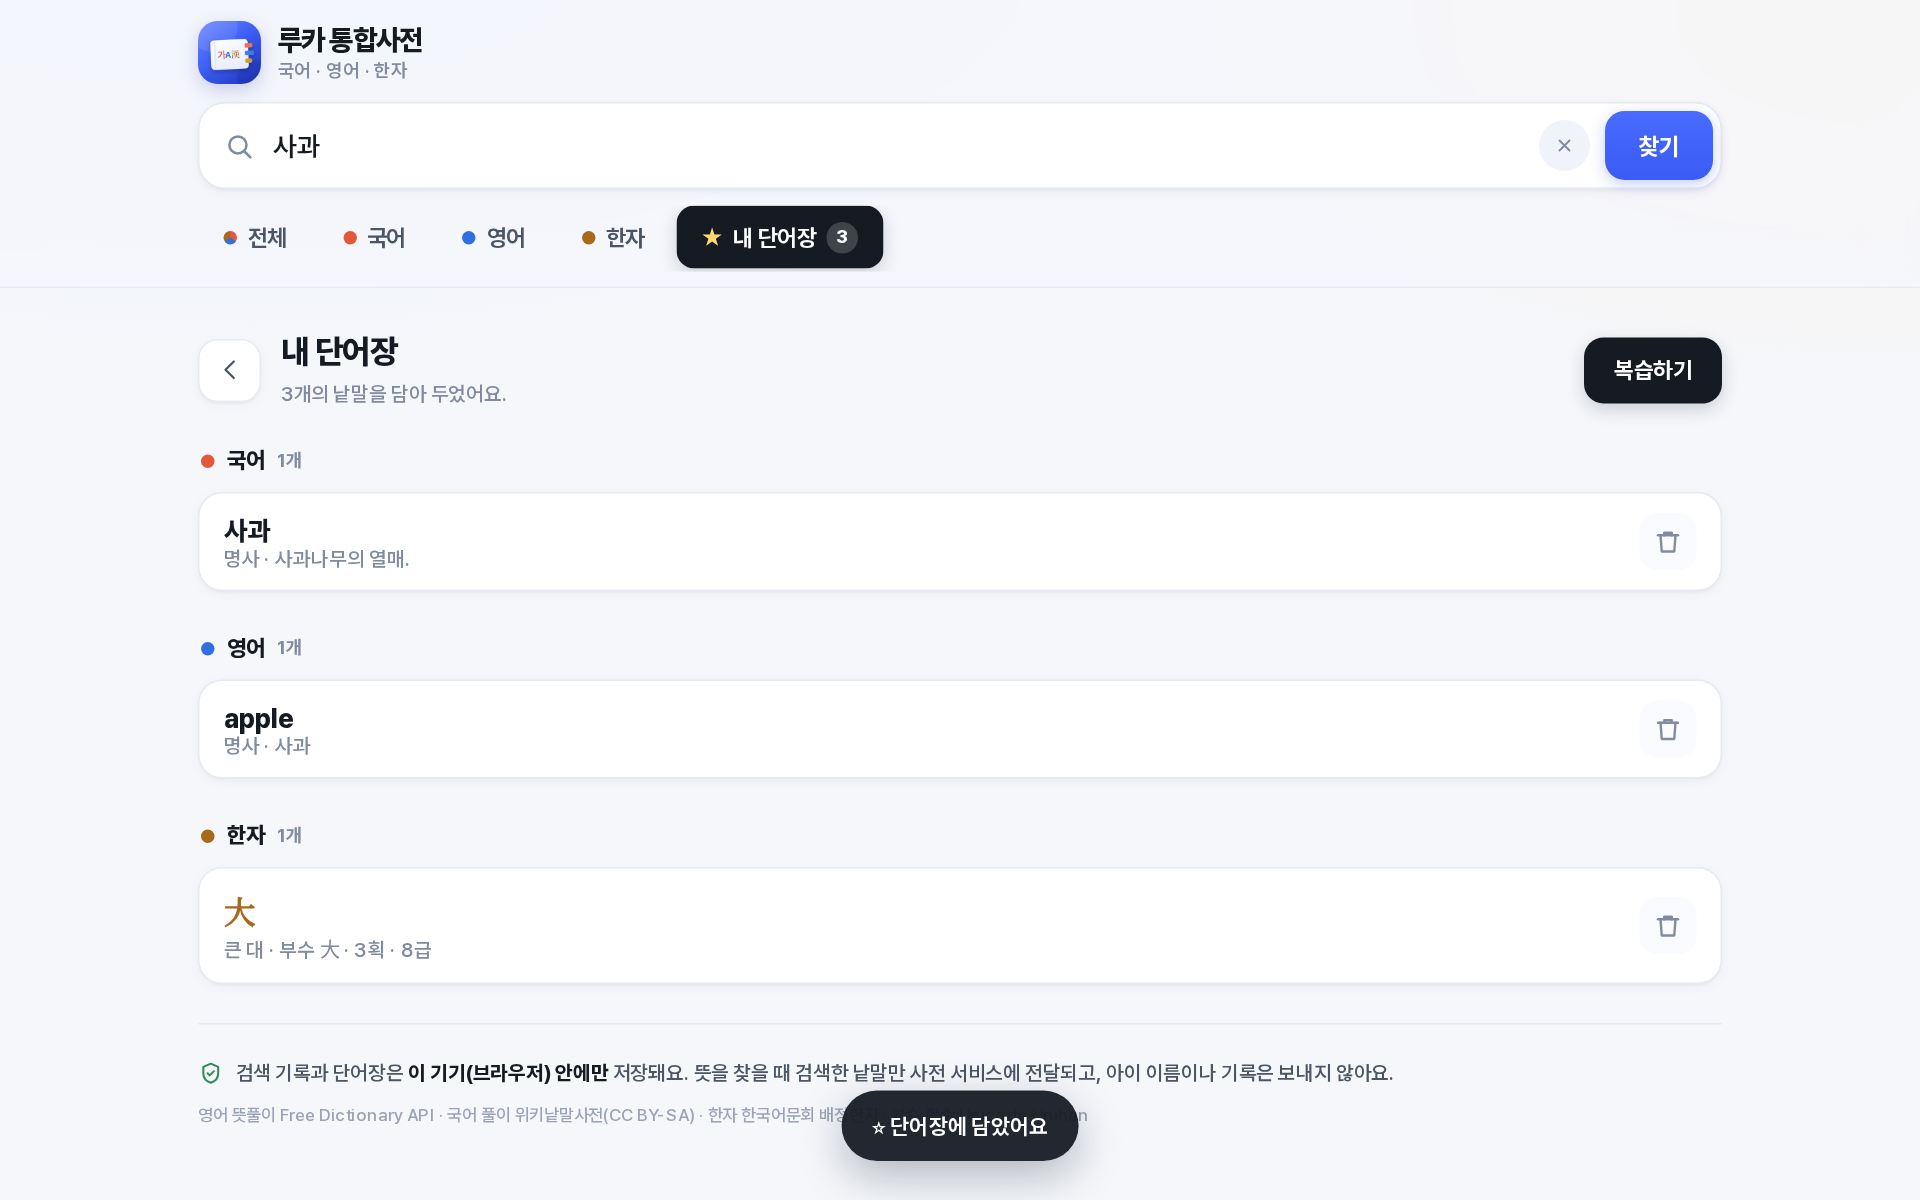 가A漢
루카 통합사전
국어 · 영어 · 한자
사과
찾기
전체
국어
영어
한자
★ 내 단어장 3
내 단어장
3개의 낱말을 담아 두었어요.
복습하기
국어 1개
사과
명사 · 사과나무의 열매.
영어 1개
apple
명사 · 사과
한자 1개
大
큰 대 · 부수 大 · 3획 · 8급
검색 기록과 단어장은 이 기기(브라우저) 안에만 저장돼요. 뜻을 찾을 때 검색한 낱말만 사전 서비스에 전달되고, 아이 이름이나 기록은 보내지 않아요.
영어 뜻풀이 Free Dictionary API · 국어 풀이 위키낱말사전(CC BY-SA) · 한자 한국어문회
☆ 단어장에 담았어요